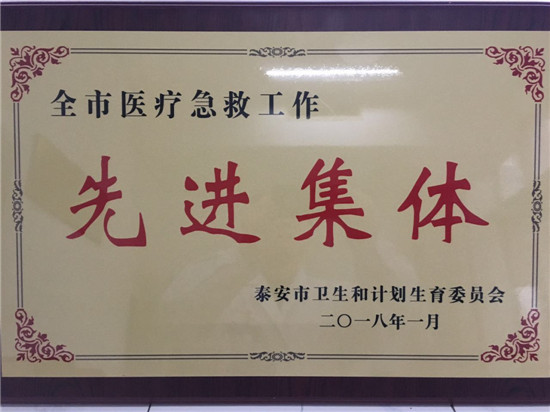 全市医疗急救工作
先进集体
泰安市卫生和计划生育委员会
二〇一八年一月